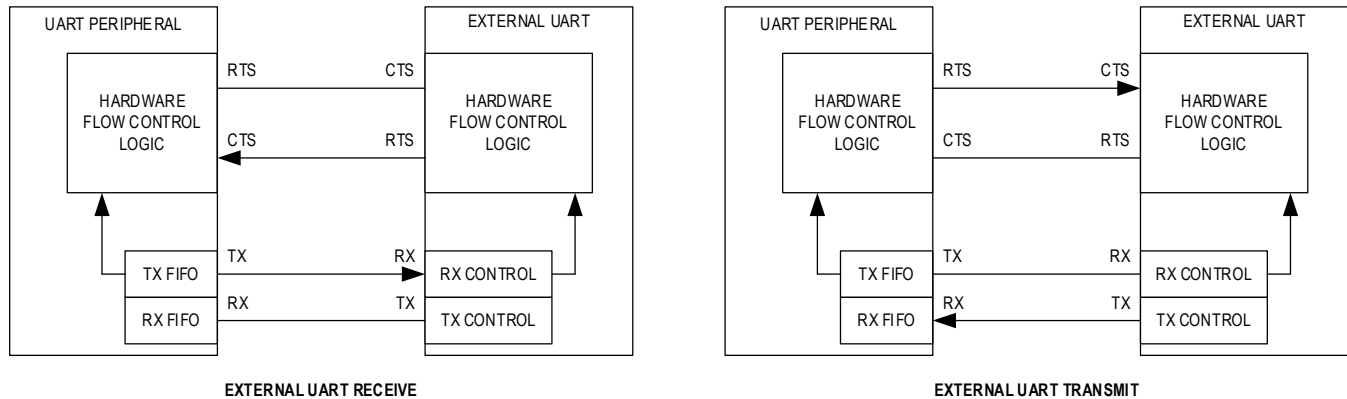 UART PERIPHERAL
EXTERNAL UART
HARDWARE
FLOW CONTROL
LOGIC
RTS
CTS
HARDWARE
FLOW CONTROL
LOGIC
CTS
RTS
TX FIFO
TX
RX
RX CONTROL
RX FIFO
RX
TX
TX CONTROL
EXTERNAL UART RECEIVE
UART PERIPHERAL
EXTERNAL UART
HARDWARE
FLOW CONTROL
LOGIC
RTS
CTS
HARDWARE
FLOW CONTROL
LOGIC
CTS
RTS
TX FIFO
TX
RX
RX CONTROL
RX FIFO
RX
TX
TX CONTROL
EXTERNAL UART TRANSMIT